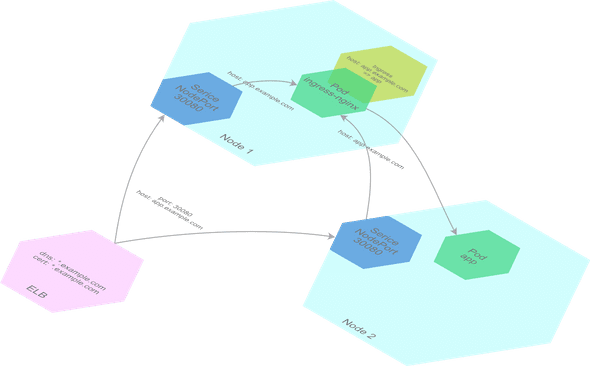 Ingress
host: app.example.com
=> app
Serice
NodePort
30080
host: app.example.com
Pod
ingress-nginx
Node 1
host: app.example.com
port: 30080
host: app.example.com
Serice
NodePort
30080
Pod
app
Node 2
dns: *.example.com
cert: *.example.com
ELB